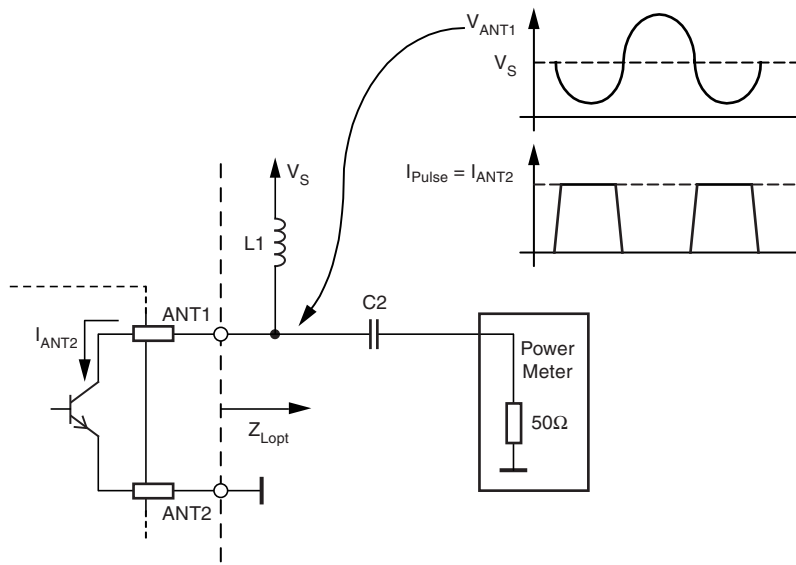 V_ANT1
V_S
I_Pulse = I_ANT2
V_S
L1
ANT1
C2
I_ANT2
Power
Meter
50Ω
Z_Lopt
ANT2